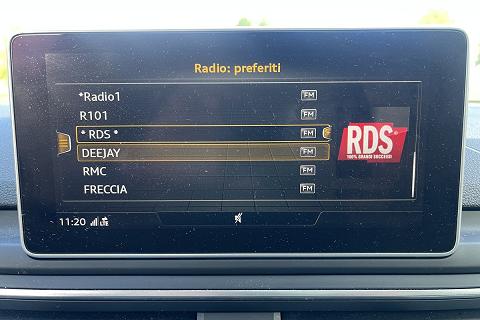 Radio: preferiti
*Radio1 FM
R101 FM
* RDS * FM
DEEJAY FM
RMC FM
FRECCIA FM
RDS®
100% GRANDI SUCCESSI
11:20 LTE